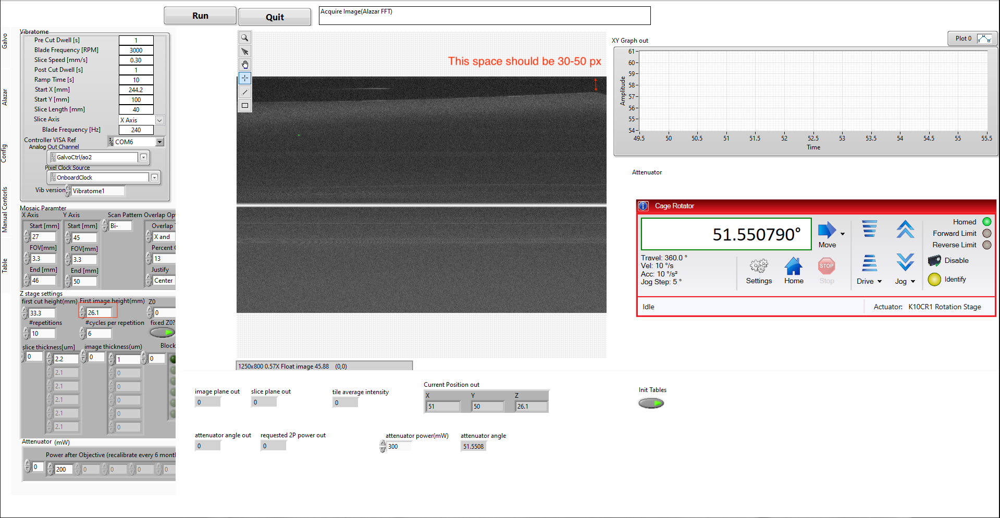 Run
Quit
Acquire Image(Alazar FFT)
Galvo
Alazar
Config
Manual Contorls
Table
Vibratome
Pre Cut Dwell [s] 1
Blade Frequency [RPM] 3000
Slice Speed [mm/s] 0.30
Post Cut Dwell [s] 1
Ramp Time [s] 10
Start X [mm] 244.2
Start Y [mm] 100
Slice Length [mm] 40
Slice Axis X Axis
Blade Frequency [Hz] 240
Controller VISA Ref COM6
Analog Out Channel
GalvoCtrl/ao2
Pixel Clock Source
OnboardClock
Vib version Vibratome1
Mosaic Paramter
X Axis Y Axis Scan Pattern Overlap Opt
Start [mm] Start [mm] Bi- Overlap
27 45 X and
FOV[mm] FOV[mm] Percent
3.3 3.3 13
End [mm] End [mm] Justify
46 50 Center
Z stage settings
first cut height(mm) First image height(mm) Z0
33.3 26.1 0
#repetitions #cycles per repetition fixed Z0?
10 6
slice thickness[um] image thickness(um) Block
0 2.2 0 1 0
2.1 0
2.1 0
2.1 0
2.1 0
2.1 0
Attenuator (mW)
Power after Objective (recalibrate every 6 mont
0 200 0 0 0 0
This space should be 30-50 px
1250x800 0.57X Float image 45.88 (0,0)
image plane out slice plane out tile average intensity
0 0 0
Current Position out
X Y Z
51 50 26.1
attenuator angle out requested 2P power out attenuator power(mW) attenuator angle
0 0 300 51.5508
XY Graph out
Plot 0
Amplitude
61
60
59
58
57
56
55
54
49.5 50 50.5 51 51.5 52 52.5 53 53.5 54 54.5 55 55.5
Time
Attenuator
Cage Rotator
51.550790°
Move
Travel: 360.0 °
Vel: 10 °/s
Acc: 10 °/s²
Jog Step: 5 °
Settings Home STOP Stop
Drive Jog
Homed
Forward Limit
Reverse Limit
Disable
Identify
Idle
Actuator: K10CR1 Rotation Stage
Init Tables